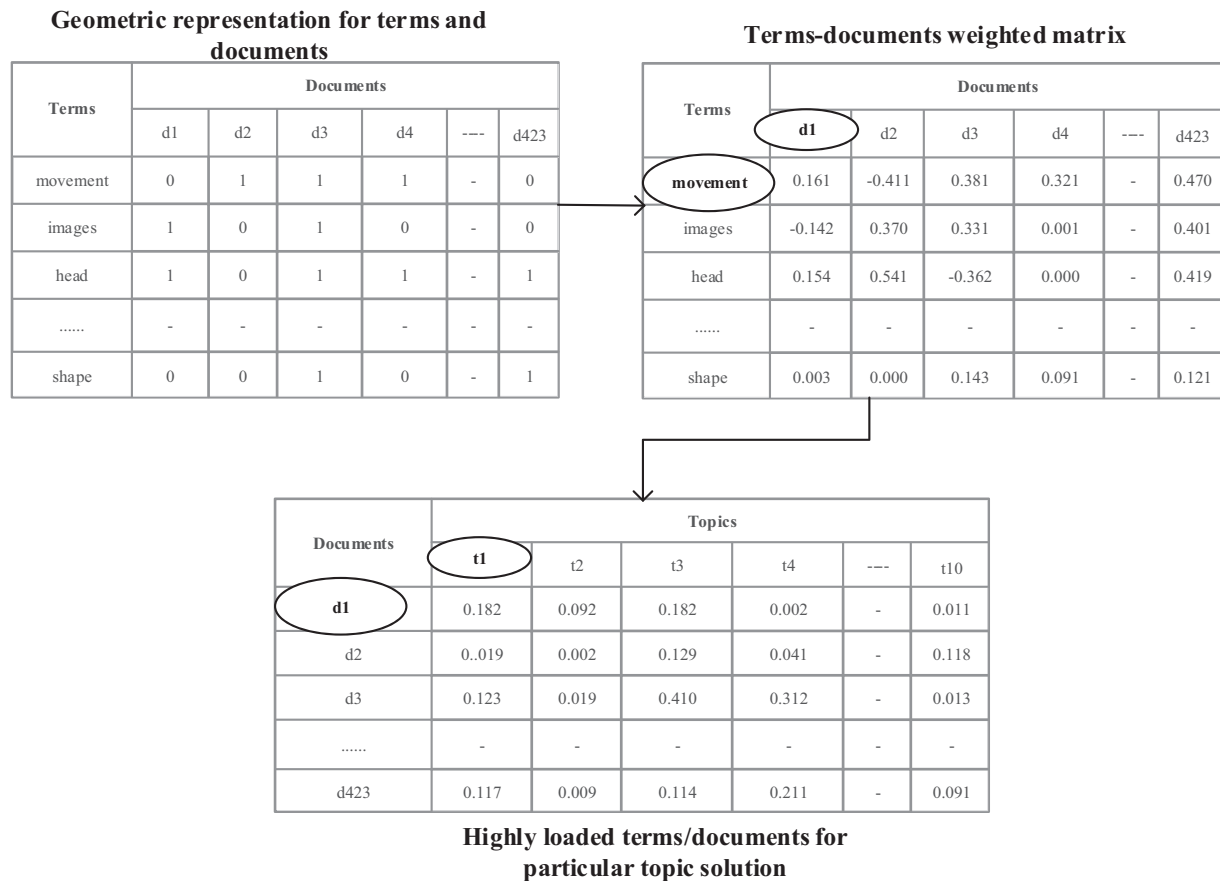 Geometric representation for terms and
documents
Terms Documents
d1 d2 d3 d4 ---- d423
movement 0 1 1 1 - 0
images 1 0 1 0 - 0
head 1 0 1 1 - 1
...... - - - - - -
shape 0 0 1 0 - 1
Terms-documents weighted matrix
Terms Documents
d1 d2 d3 d4 ---- d423
movement 0.161 -0.411 0.381 0.321 - 0.470
images -0.142 0.370 0.331 0.001 - 0.401
head 0.154 0.541 -0.362 0.000 - 0.419
...... - - - - - -
shape 0.003 0.000 0.143 0.091 - 0.121
Documents Topics
t1 t2 t3 t4 ---- t10
d1 0.182 0.092 0.182 0.002 - 0.011
d2 0..019 0.002 0.129 0.041 - 0.118
d3 0.123 0.019 0.410 0.312 - 0.013
...... - - - - - -
d423 0.117 0.009 0.114 0.211 - 0.091
Highly loaded terms/documents for
particular topic solution